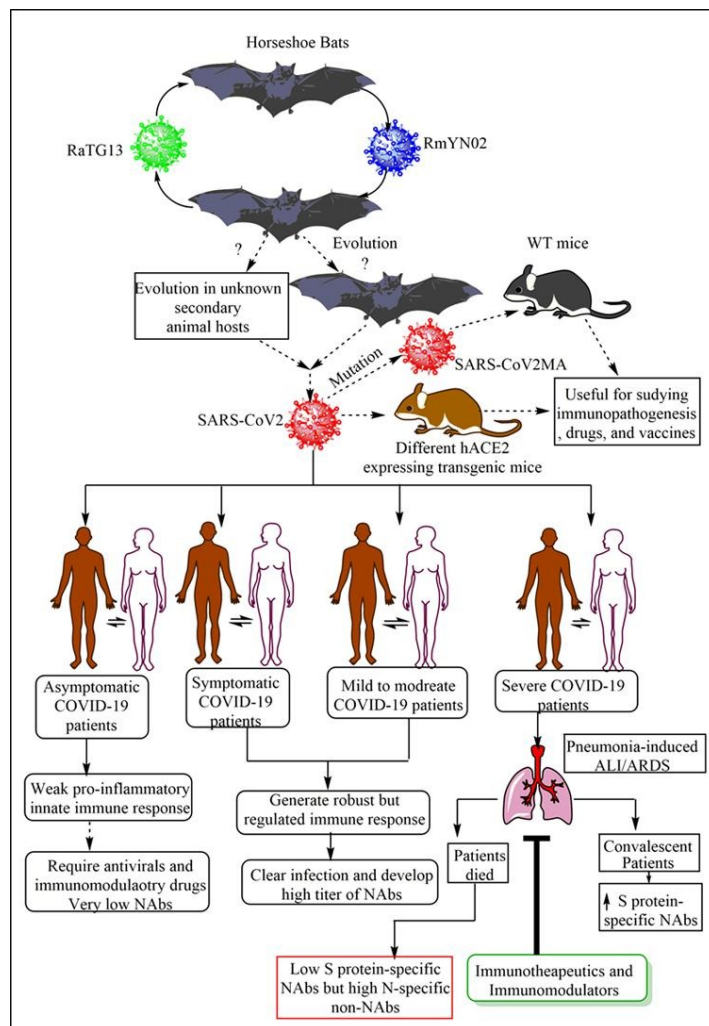 Horseshoe Bats
RaTG13
RmYN02
Evolution
?
?
WT mice
Evolution in unknown
secondary
animal hosts
Mutation
SARS-CoV2MA
SARS-CoV2
Different hACE2
expressing transgenic mice
Useful for sudying
immunopathogenesis
, drugs, and vaccines
Asymptomatic
COVID-19
patients
Symptomatic
COVID-19
patients
Mild to modreate
COVID-19 patients
Severe COVID-19
patients
Pneumonia-induced
ALI/ARDS
Weak pro-inflammatory
innate immune response
Generate robust but
regulated immune response
Require antivirals and
immunomodulaotry drugs
Very low NAbs
Clear infection and develop
high titer of NAbs
Patients
died
Convalescent
Patients
S protein-
specific NAbs
Low S protein-specific
NAbs but high N-specific
non-NAbs
Immunotheapeutics and
Immunomodulators